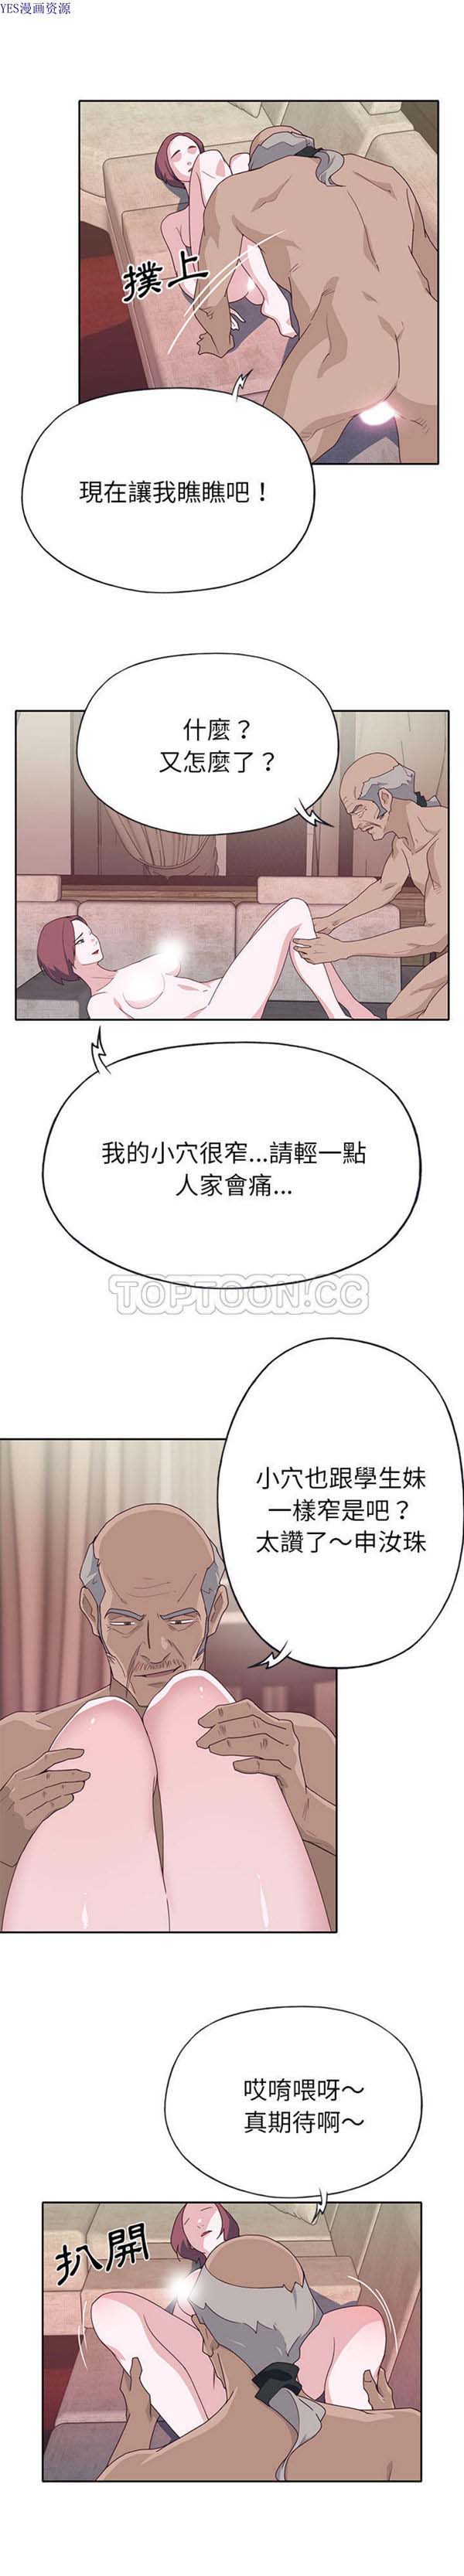 YES漫画资源
撲上
現在讓我瞧瞧吧！
什麼？
又怎麼了？
我的小穴很窄...請輕一點
人家會痛...
TOPTOON.CC
小穴也跟學生妹
一樣窄是吧？
太讚了～申汝珠
哎唷喂呀～
真期待啊～
扒開